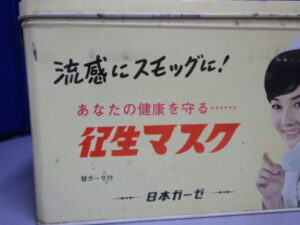 流感にスモッグに!
あなたの健康を守る……
征生マスク
替ガーゼ付
日本ガーゼ